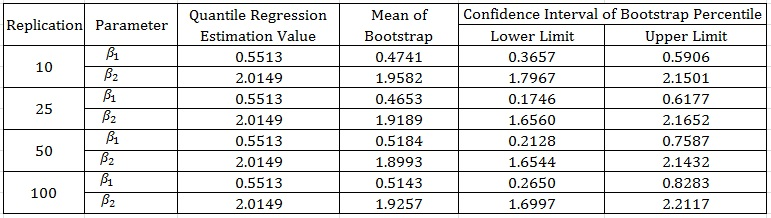 Replication Parameter Quantile Regression Estimation Value Mean of Bootstrap Confidence Interval of Bootstrap Percentile
Lower Limit Upper Limit
10 β1 0.5513 0.4741 0.3657 0.5906
β2 2.0149 1.9582 1.7967 2.1501
25 β1 0.5513 0.4653 0.1746 0.6177
β2 2.0149 1.9189 1.6560 2.1652
50 β1 0.5513 0.5184 0.2128 0.7587
β2 2.0149 1.8993 1.6544 2.1432
100 β1 0.5513 0.5143 0.2650 0.8283
β2 2.0149 1.9257 1.6997 2.2117